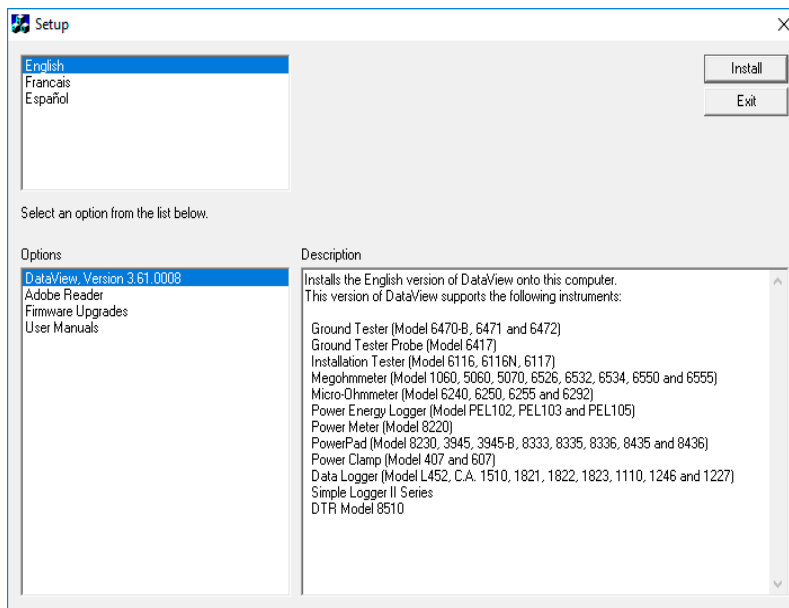 Setup
English
Francais
Español
Install
Exit
Select an option from the list below.
Options
DataView, Version 3.61.0008
Adobe Reader
Firmware Upgrades
User Manuals
Description
Installs the English version of DataView onto this computer.
This version of DataView supports the following instruments:
Ground Tester (Model 6470-B, 6471 and 6472)
Ground Tester Probe (Model 6417)
Installation Tester (Model 6116, 6116N, 6117)
Megohmmeter (Model 1060, 5060, 5070, 6526, 6532, 6534, 6550 and 6555)
Micro-Ohmmeter (Model 6240, 6250, 6255 and 6292)
Power Energy Logger (Model PEL102, PEL103 and PEL105)
Power Meter (Model 8220)
PowerPad (Model 8230, 3945, 3945-B, 8333, 8335, 8336, 8435 and 8436)
Power Clamp (Model 407 and 607)
Data Logger (Model L452, C.A. 1510, 1821, 1822, 1823, 1110, 1246 and 1227)
Simple Logger II Series
DTR Model 8510